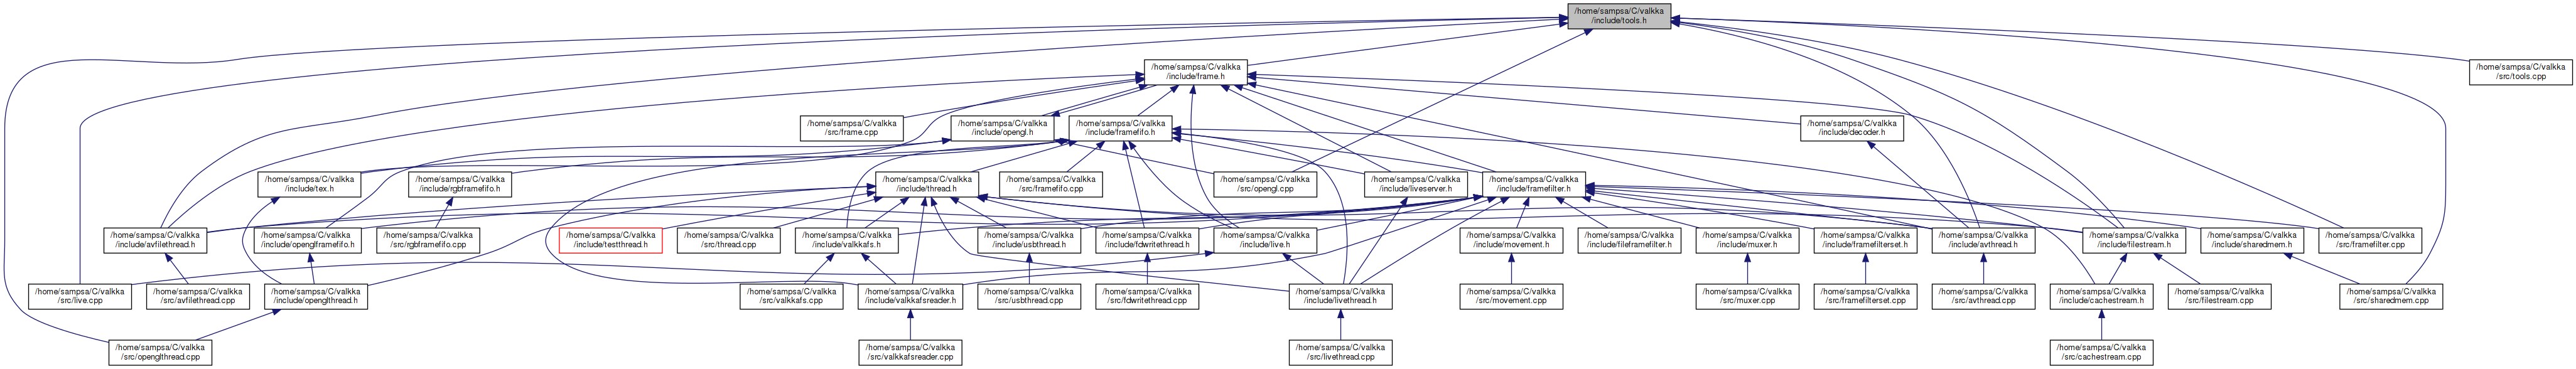 /home/sampsa/C/valkka
/include/tools.h
/home/sampsa/C/valkka
/include/frame.h
/home/sampsa/C/valkka
/src/tools.cpp
/home/sampsa/C/valkka
/src/frame.cpp
/home/sampsa/C/valkka
/include/opengl.h
/home/sampsa/C/valkka
/include/framefifo.h
/home/sampsa/C/valkka
/include/decoder.h
/home/sampsa/C/valkka
/include/tex.h
/home/sampsa/C/valkka
/include/rgbframefifo.h
/home/sampsa/C/valkka
/include/thread.h
/home/sampsa/C/valkka
/src/framefifo.cpp
/home/sampsa/C/valkka
/src/opengl.cpp
/home/sampsa/C/valkka
/include/liveserver.h
/home/sampsa/C/valkka
/include/framefilter.h
/home/sampsa/C/valkka
/include/avfilethread.h
/home/sampsa/C/valkka
/include/openglframefifo.h
/home/sampsa/C/valkka
/src/rgbframefifo.cpp
/home/sampsa/C/valkka
/include/testthread.h
/home/sampsa/C/valkka
/src/thread.cpp
/home/sampsa/C/valkka
/include/valkkafs.h
/home/sampsa/C/valkka
/include/usbthread.h
/home/sampsa/C/valkka
/include/fdwritethread.h
/home/sampsa/C/valkka
/include/live.h
/home/sampsa/C/valkka
/include/movement.h
/home/sampsa/C/valkka
/include/fileframefilter.h
/home/sampsa/C/valkka
/include/muxer.h
/home/sampsa/C/valkka
/include/framefilterset.h
/home/sampsa/C/valkka
/include/avthread.h
/home/sampsa/C/valkka
/include/filestream.h
/home/sampsa/C/valkka
/include/sharedmem.h
/home/sampsa/C/valkka
/src/framefilter.cpp
/home/sampsa/C/valkka
/src/live.cpp
/home/sampsa/C/valkka
/src/avfilethread.cpp
/home/sampsa/C/valkka
/include/openglthread.h
/home/sampsa/C/valkka
/src/valkkafs.cpp
/home/sampsa/C/valkka
/include/valkkafsreader.h
/home/sampsa/C/valkka
/src/usbthread.cpp
/home/sampsa/C/valkka
/src/fdwritethread.cpp
/home/sampsa/C/valkka
/include/livethread.h
/home/sampsa/C/valkka
/src/movement.cpp
/home/sampsa/C/valkka
/src/muxer.cpp
/home/sampsa/C/valkka
/src/framefilterset.cpp
/home/sampsa/C/valkka
/src/avthread.cpp
/home/sampsa/C/valkka
/include/cachestream.h
/home/sampsa/C/valkka
/src/filestream.cpp
/home/sampsa/C/valkka
/src/sharedmem.cpp
/home/sampsa/C/valkka
/src/openglthread.cpp
/home/sampsa/C/valkka
/src/valkkafsreader.cpp
/home/sampsa/C/valkka
/src/livethread.cpp
/home/sampsa/C/valkka
/src/cachestream.cpp